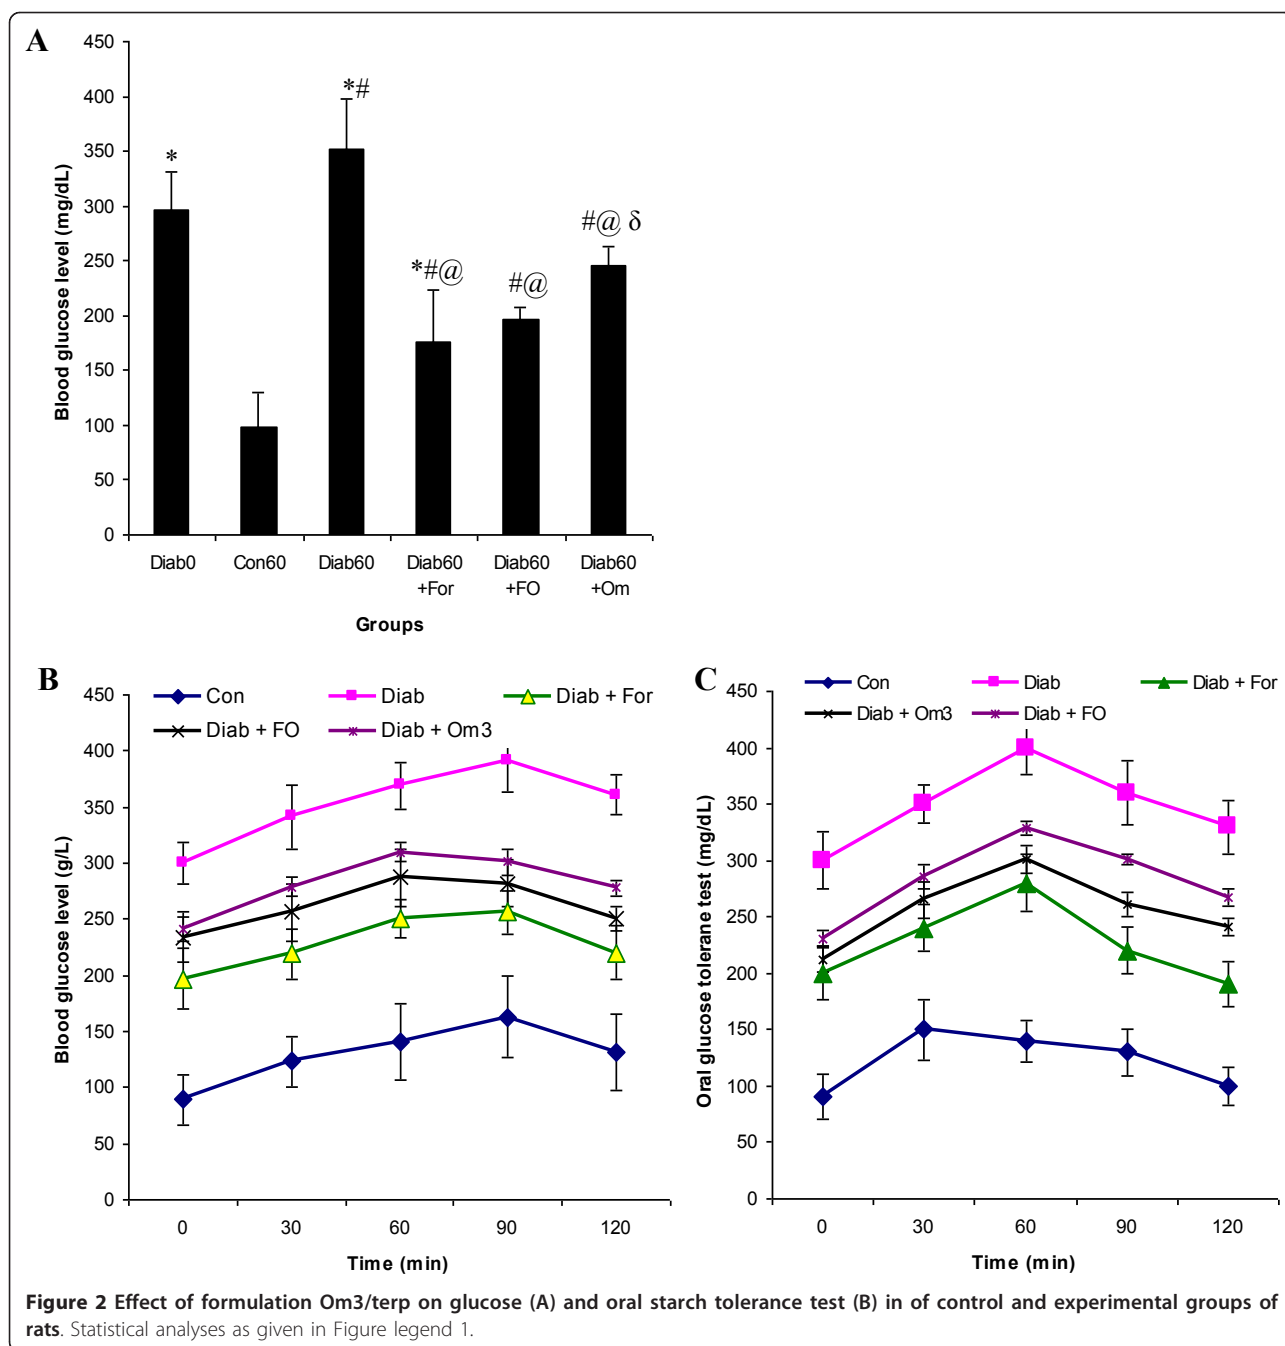 A
Blood glucose level (mg/dL)
450
400
350
300
250
200
150
100
50
0
*
*#
*#@
#@
#@ δ
Diab0 Con60 Diab60 Diab60 Diab60 Diab60
+For +FO +Om
Groups
B
Con Diab Diab + For
Diab + FO Diab + Om3
Blood glucose level (g/L)
450
400
350
300
250
200
150
100
50
0
0 30 60 90 120
Time (min)
C
Con Diab Diab + For
Diab + Om3 Diab + FO
Oral glucose tolerane test (mg/dL)
450
400
350
300
250
200
150
100
50
0
0 30 60 90 120
Time (min)
Figure 2 Effect of formulation Om3/terp on glucose (A) and oral starch tolerance test (B) in of control and experimental groups of
rats. Statistical analyses as given in Figure legend 1.